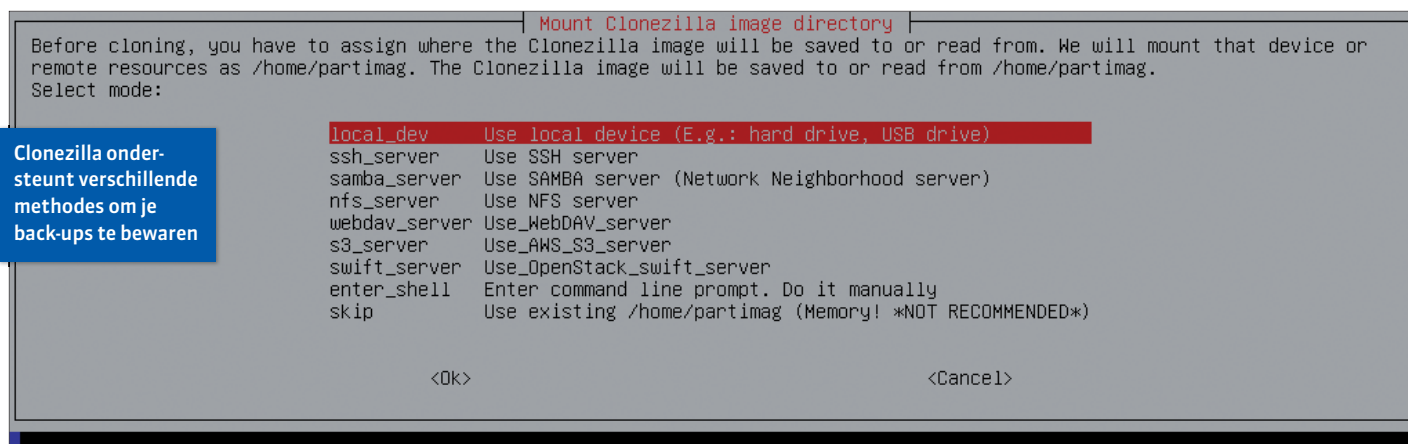 Mount Clonezilla image directory
Before cloning, you have to assign where the Clonezilla image will be saved to or read from. We will mount that device or
remote resources as /home/partimag. The Clonezilla image will be saved to or read from /home/partimag.
Select mode:
local_dev Use local device (E.g.: hard drive, USB drive)
ssh_server Use SSH server
samba_server Use SAMBA server (Network Neighborhood server)
nfs_server Use NFS server
webdav_server Use_WebDAV_server
s3_server Use_AWS_S3_server
swift_server Use_OpenStack_swift_server
enter_shell Enter command line prompt. Do it manually
skip Use existing /home/partimag (Memory! *NOT RECOMMENDED*)
<Ok> <Cancel>
Clonezilla onder-
steunt verschillende
methodes om je
back-ups te bewaren